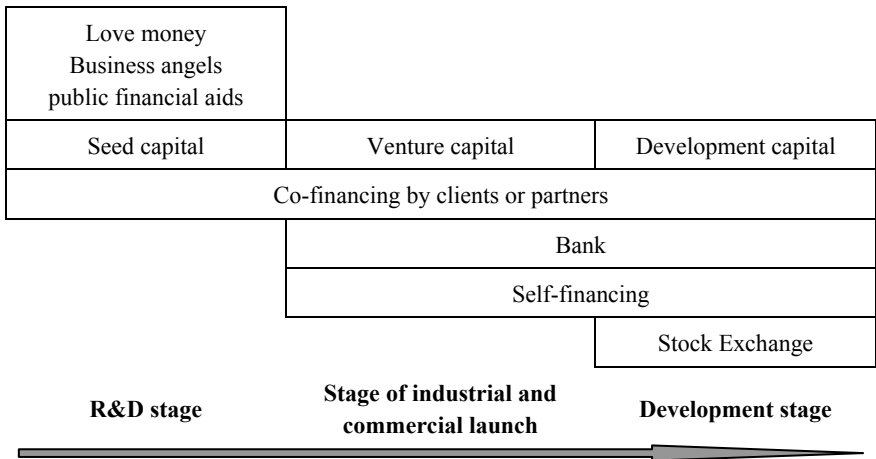 Love money
Business angels
public financial aids
Seed capital
Venture capital
Development capital
Co-financing by clients or partners
Bank
Self-financing
Stock Exchange
R&D stage
Stage of industrial and
commercial launch
Development stage